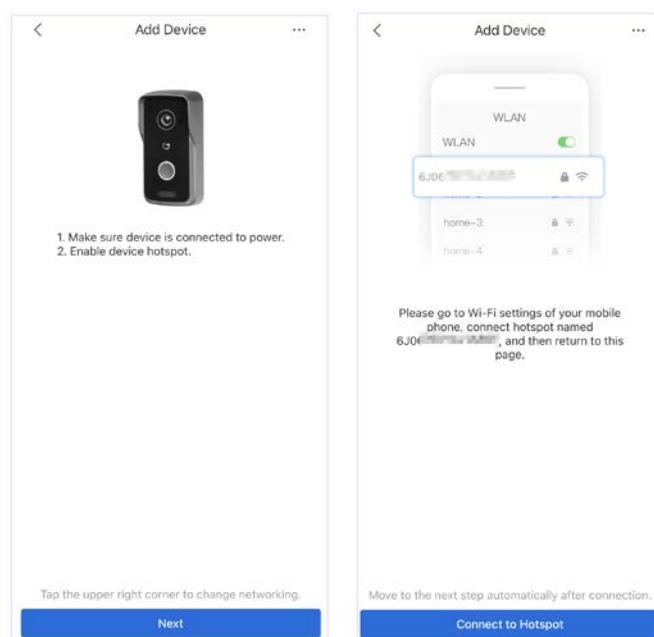 Add Device
1. Make sure device is connected to power.
2. Enable device hotspot.
Tap the upper right corner to change networking.
Next
Add Device
WLAN
WLAN
6J06
home-3
home-4
Please go to Wi-Fi settings of your mobile
phone, connect hotspot named
, and then return to this
page.
Move to the next step automatically after connection.
Connect to Hotspot